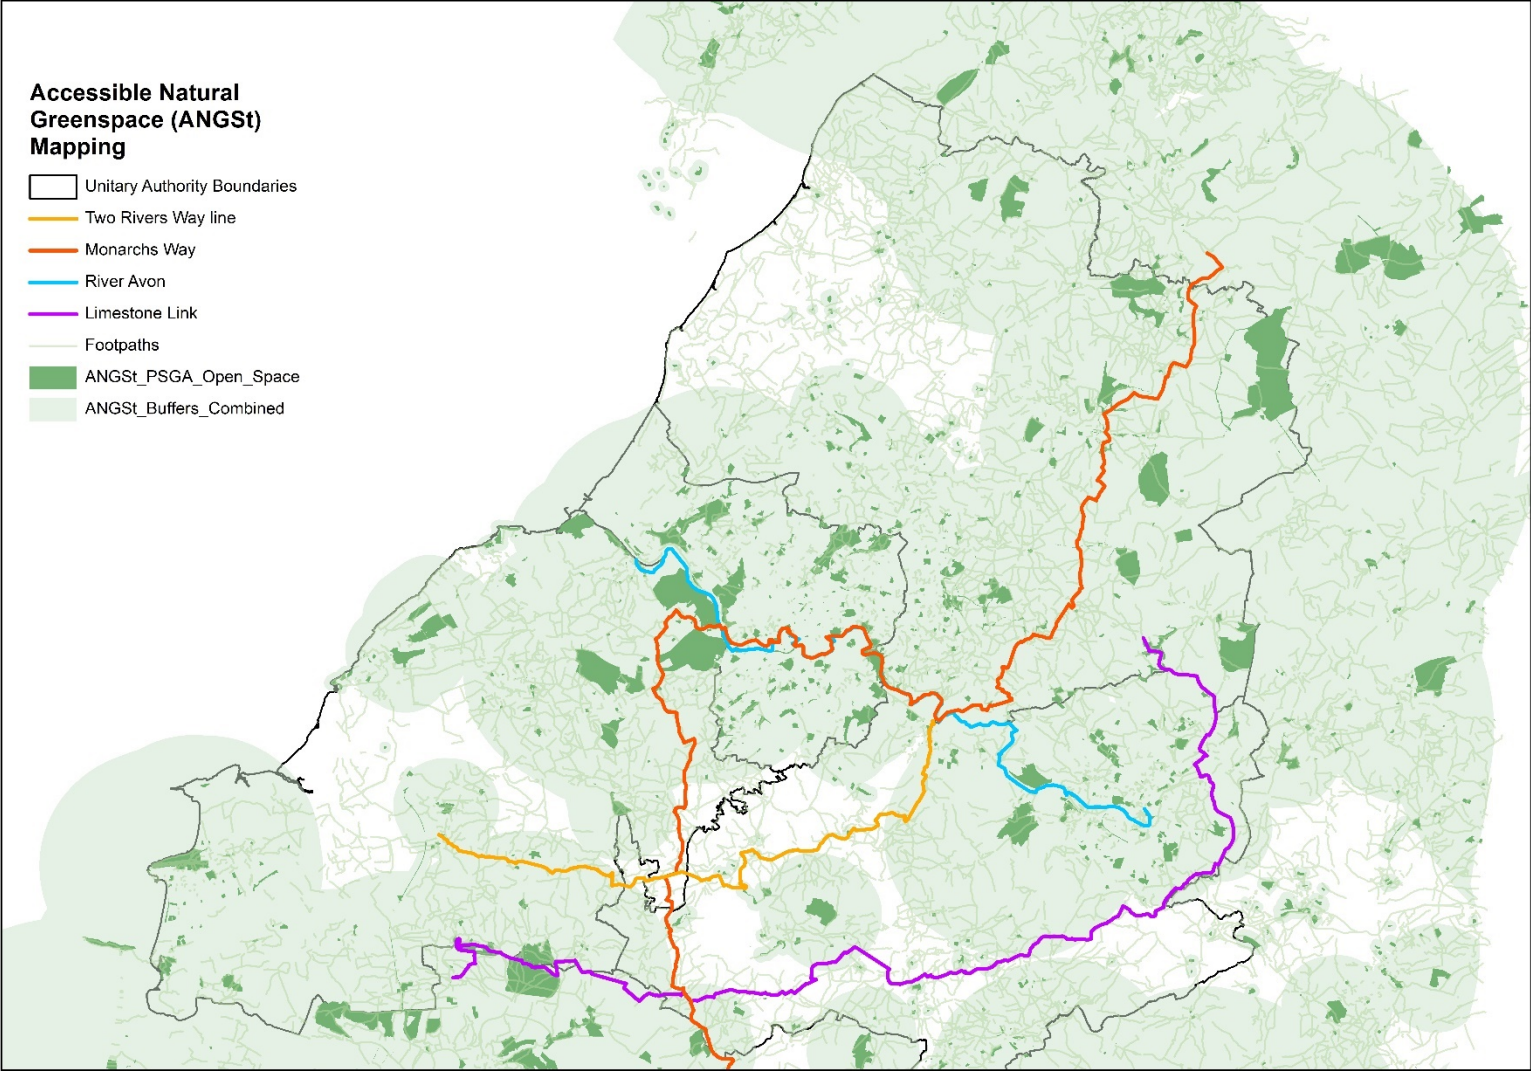 Accessible Natural
Greenspace (ANGSt)
Mapping
Unitary Authority Boundaries
Two Rivers Way line
Monarchs Way
River Avon
Limestone Link
Footpaths
ANGSt_PSGA_Open_Space
ANGSt_Buffers_Combined